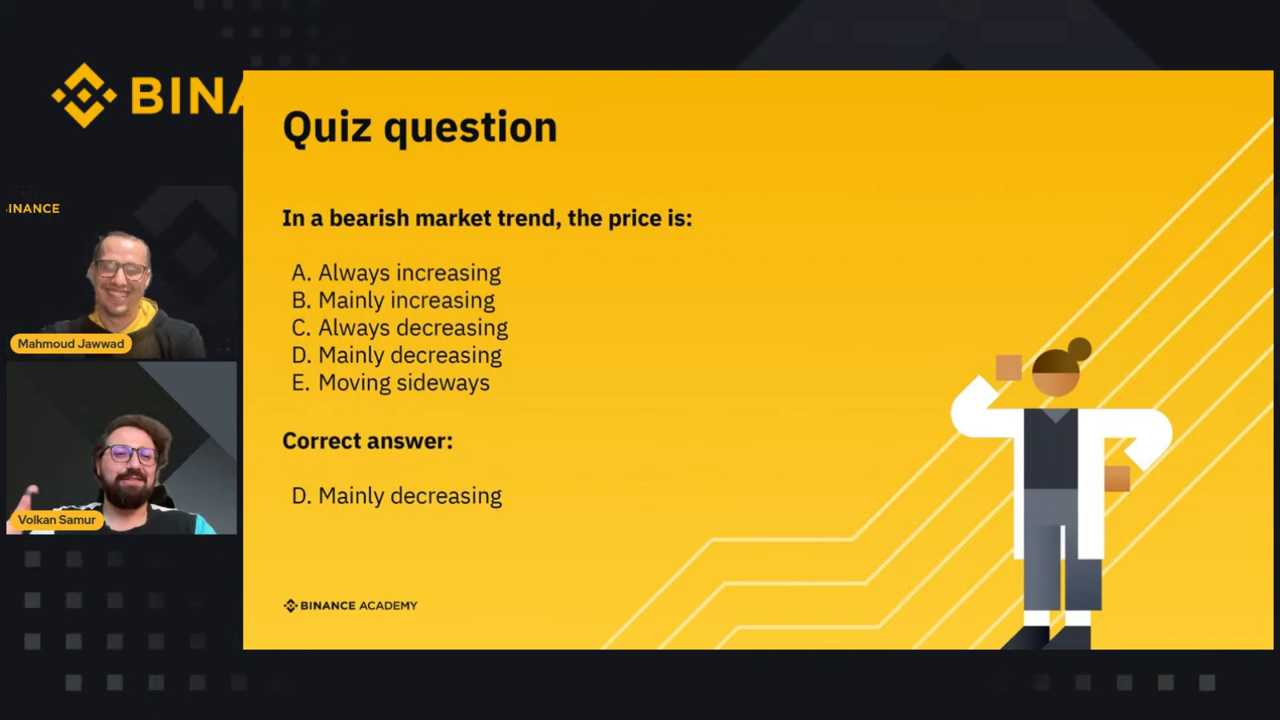 BINA
Quiz question
In a bearish market trend, the price is:
A. Always increasing
B. Mainly increasing
C. Always decreasing
D. Mainly decreasing
E. Moving sideways
Correct answer:
D. Mainly decreasing
BINANCE ACADEMY
INANCE
Mahmoud Jawwad
Volkan Samur